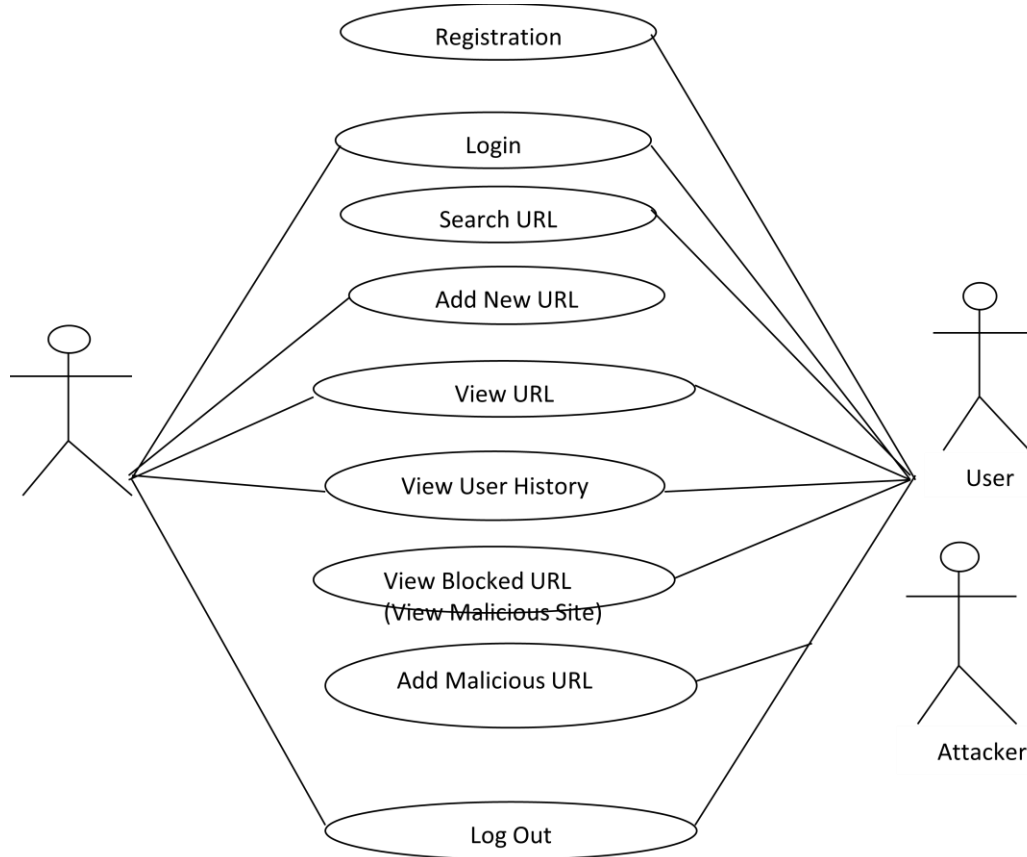 Registration
Login
Search URL
Add New URL
View URL
View User History
User
View Blocked URL
(View Malicious Site)
Add Malicious URL
Attacker
Log Out